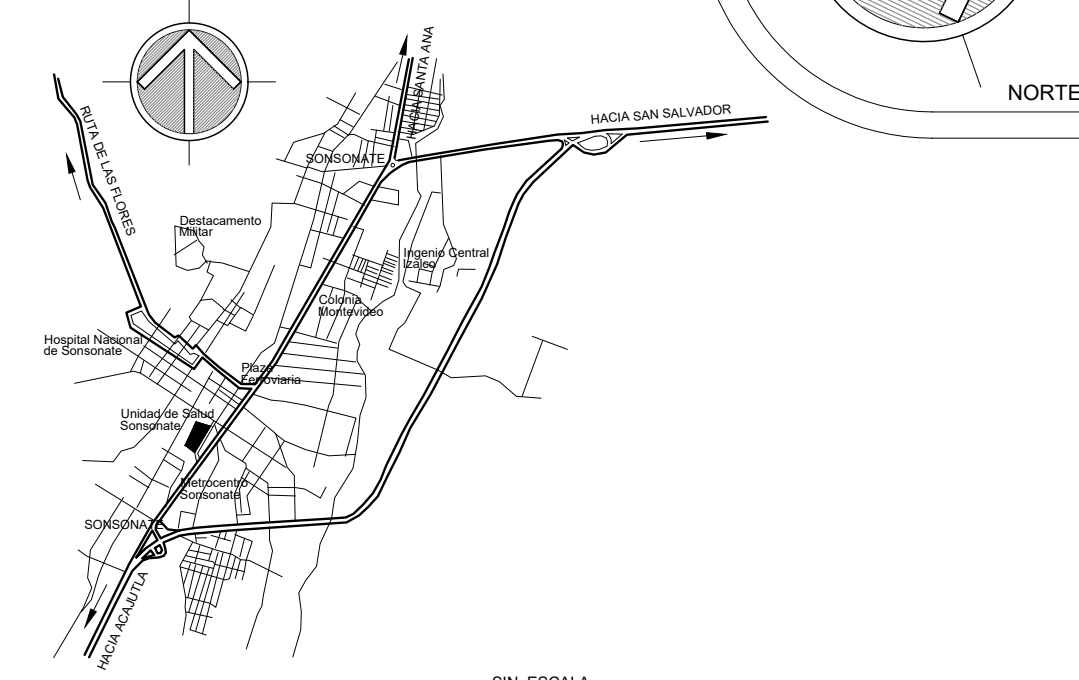 HACIA SANTA ANA
NORTE
RUTA DE LAS FLORES
HACIA SAN SALVADOR
SONSONATE
Destacamento
Militar
Ingenio Central
Izalco
Colonia
Montevideo
Hospital Nacional
de Sonsonate
Plaza
Ferroviaria
Unidad de Salud
Sonsonate
Metrocentro
Sonsonate
SONSONATE
HACIA ACAJUTLA
SIN ESCALA